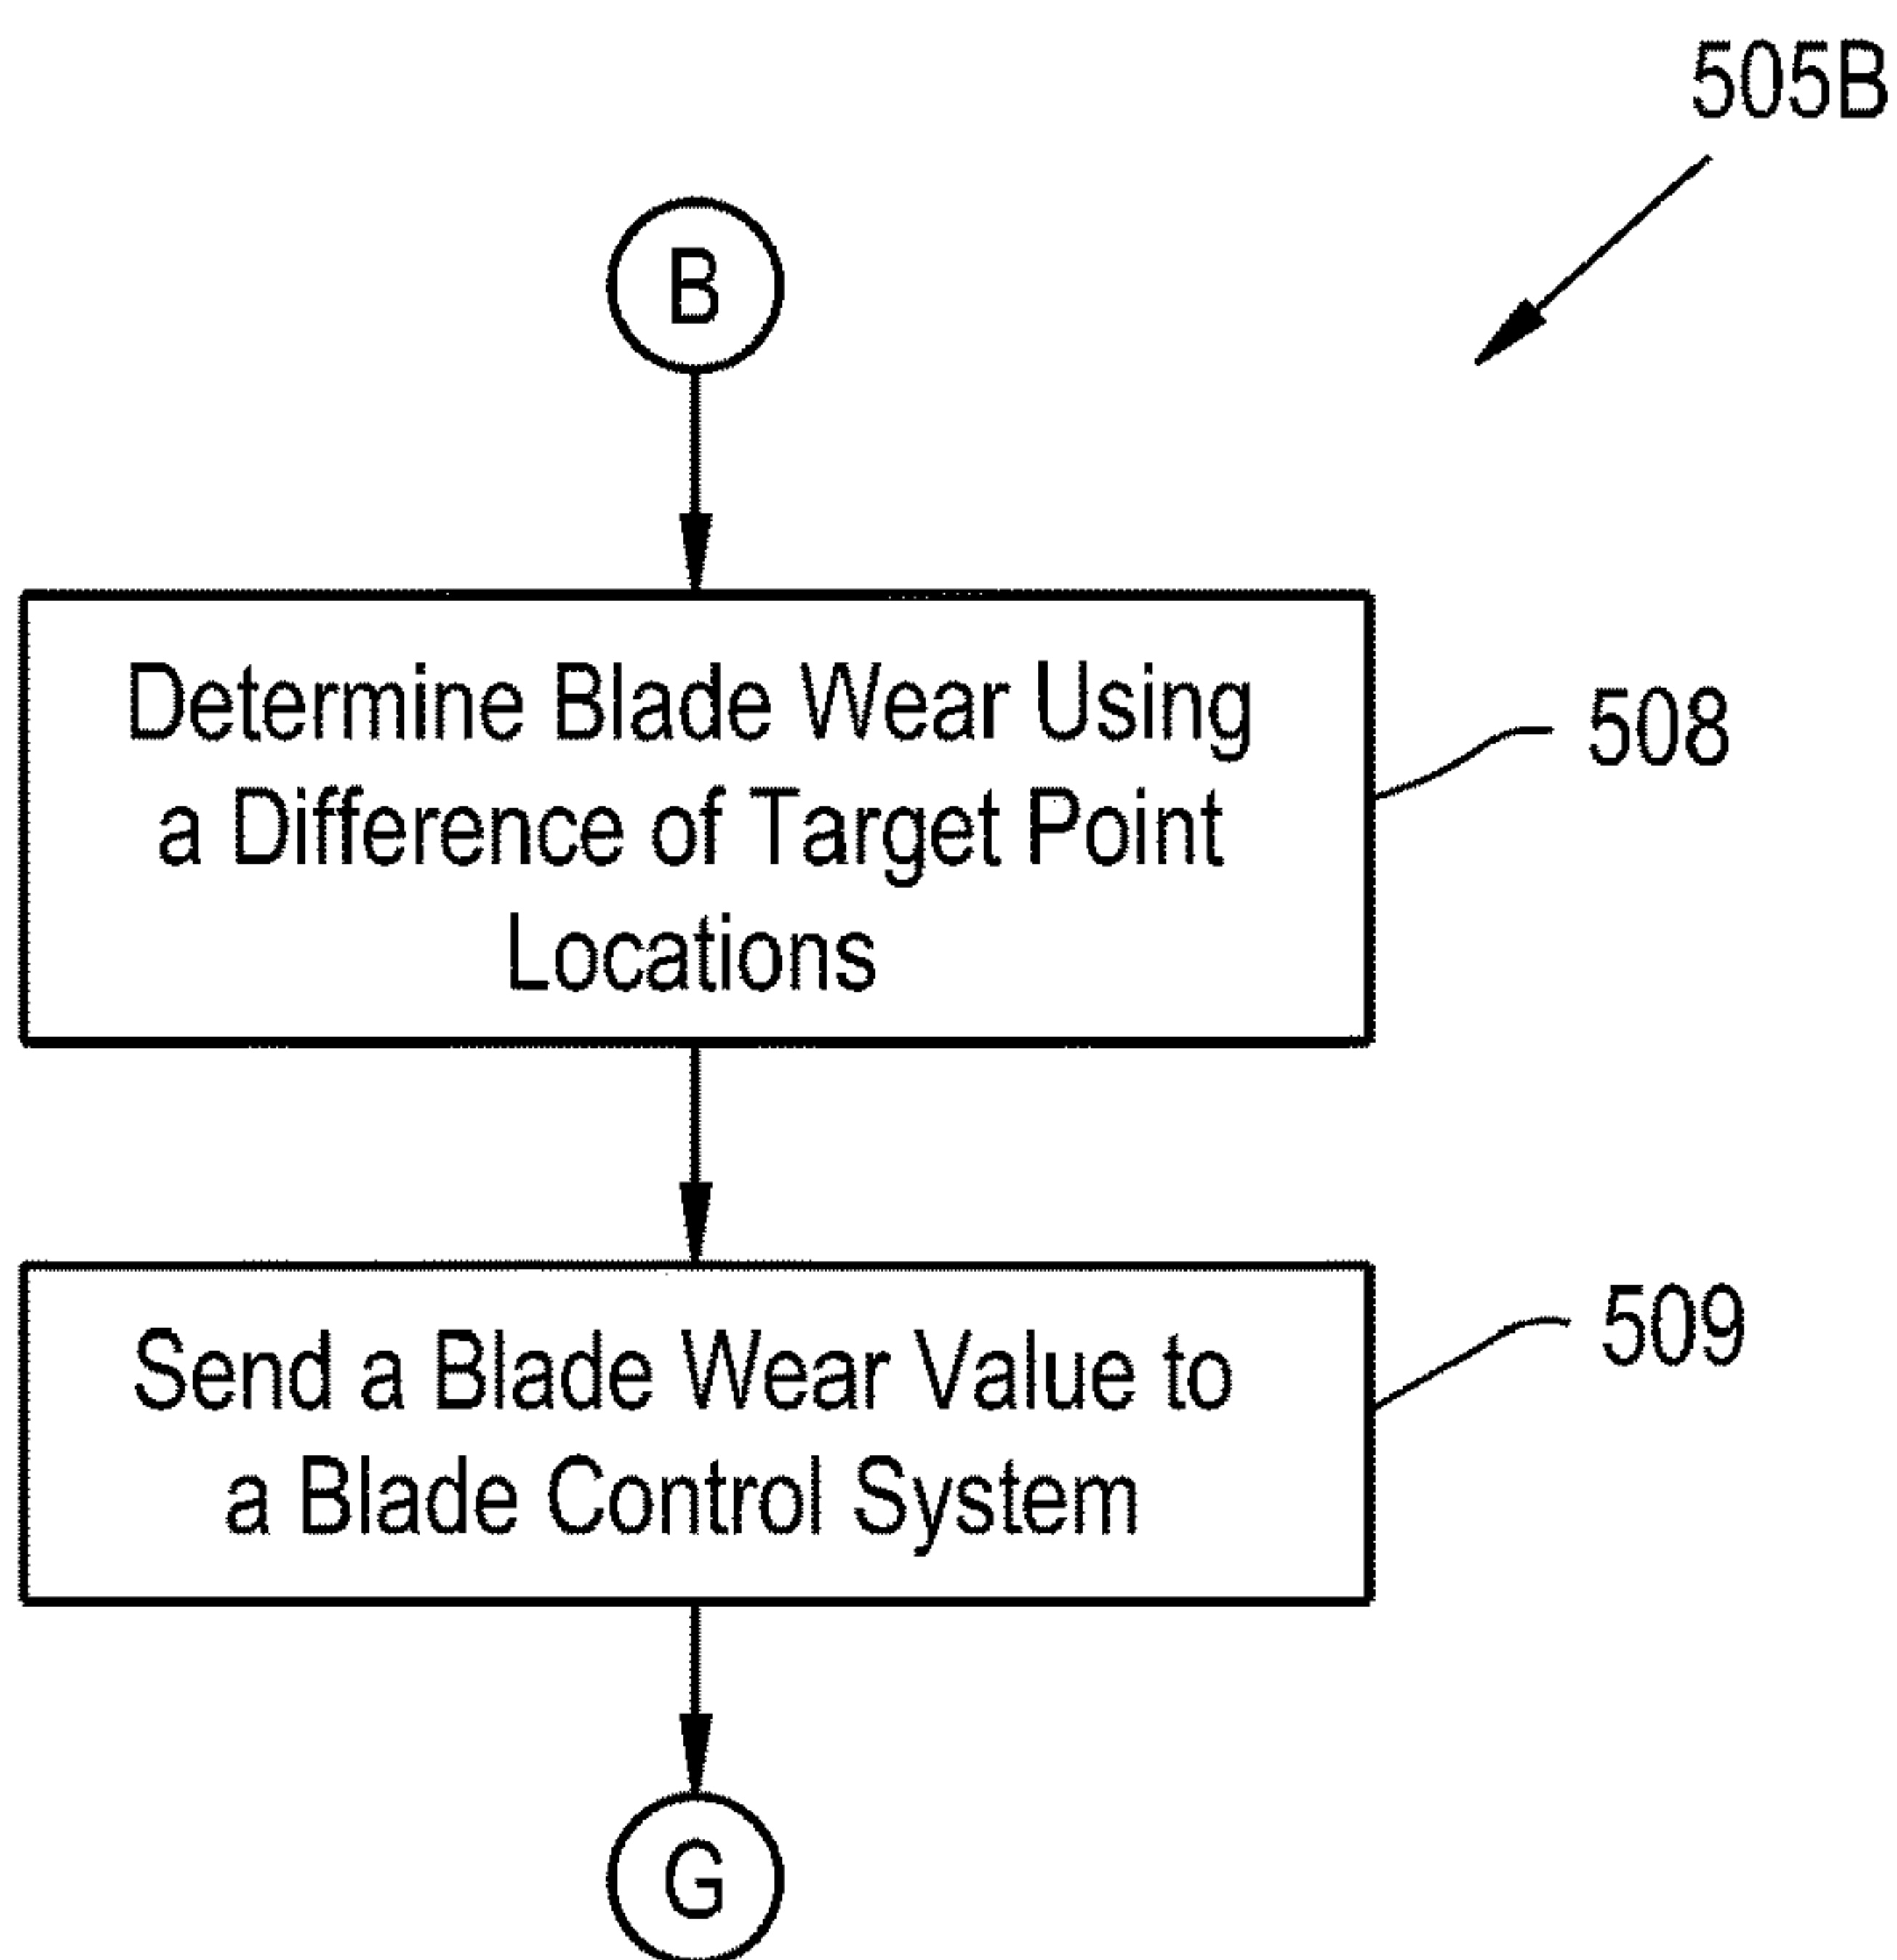 505B
B
Determine Blade Wear Using
a Difference of Target Point
Locations
508
Send a Blade Wear Value to
a Blade Control System
509
G